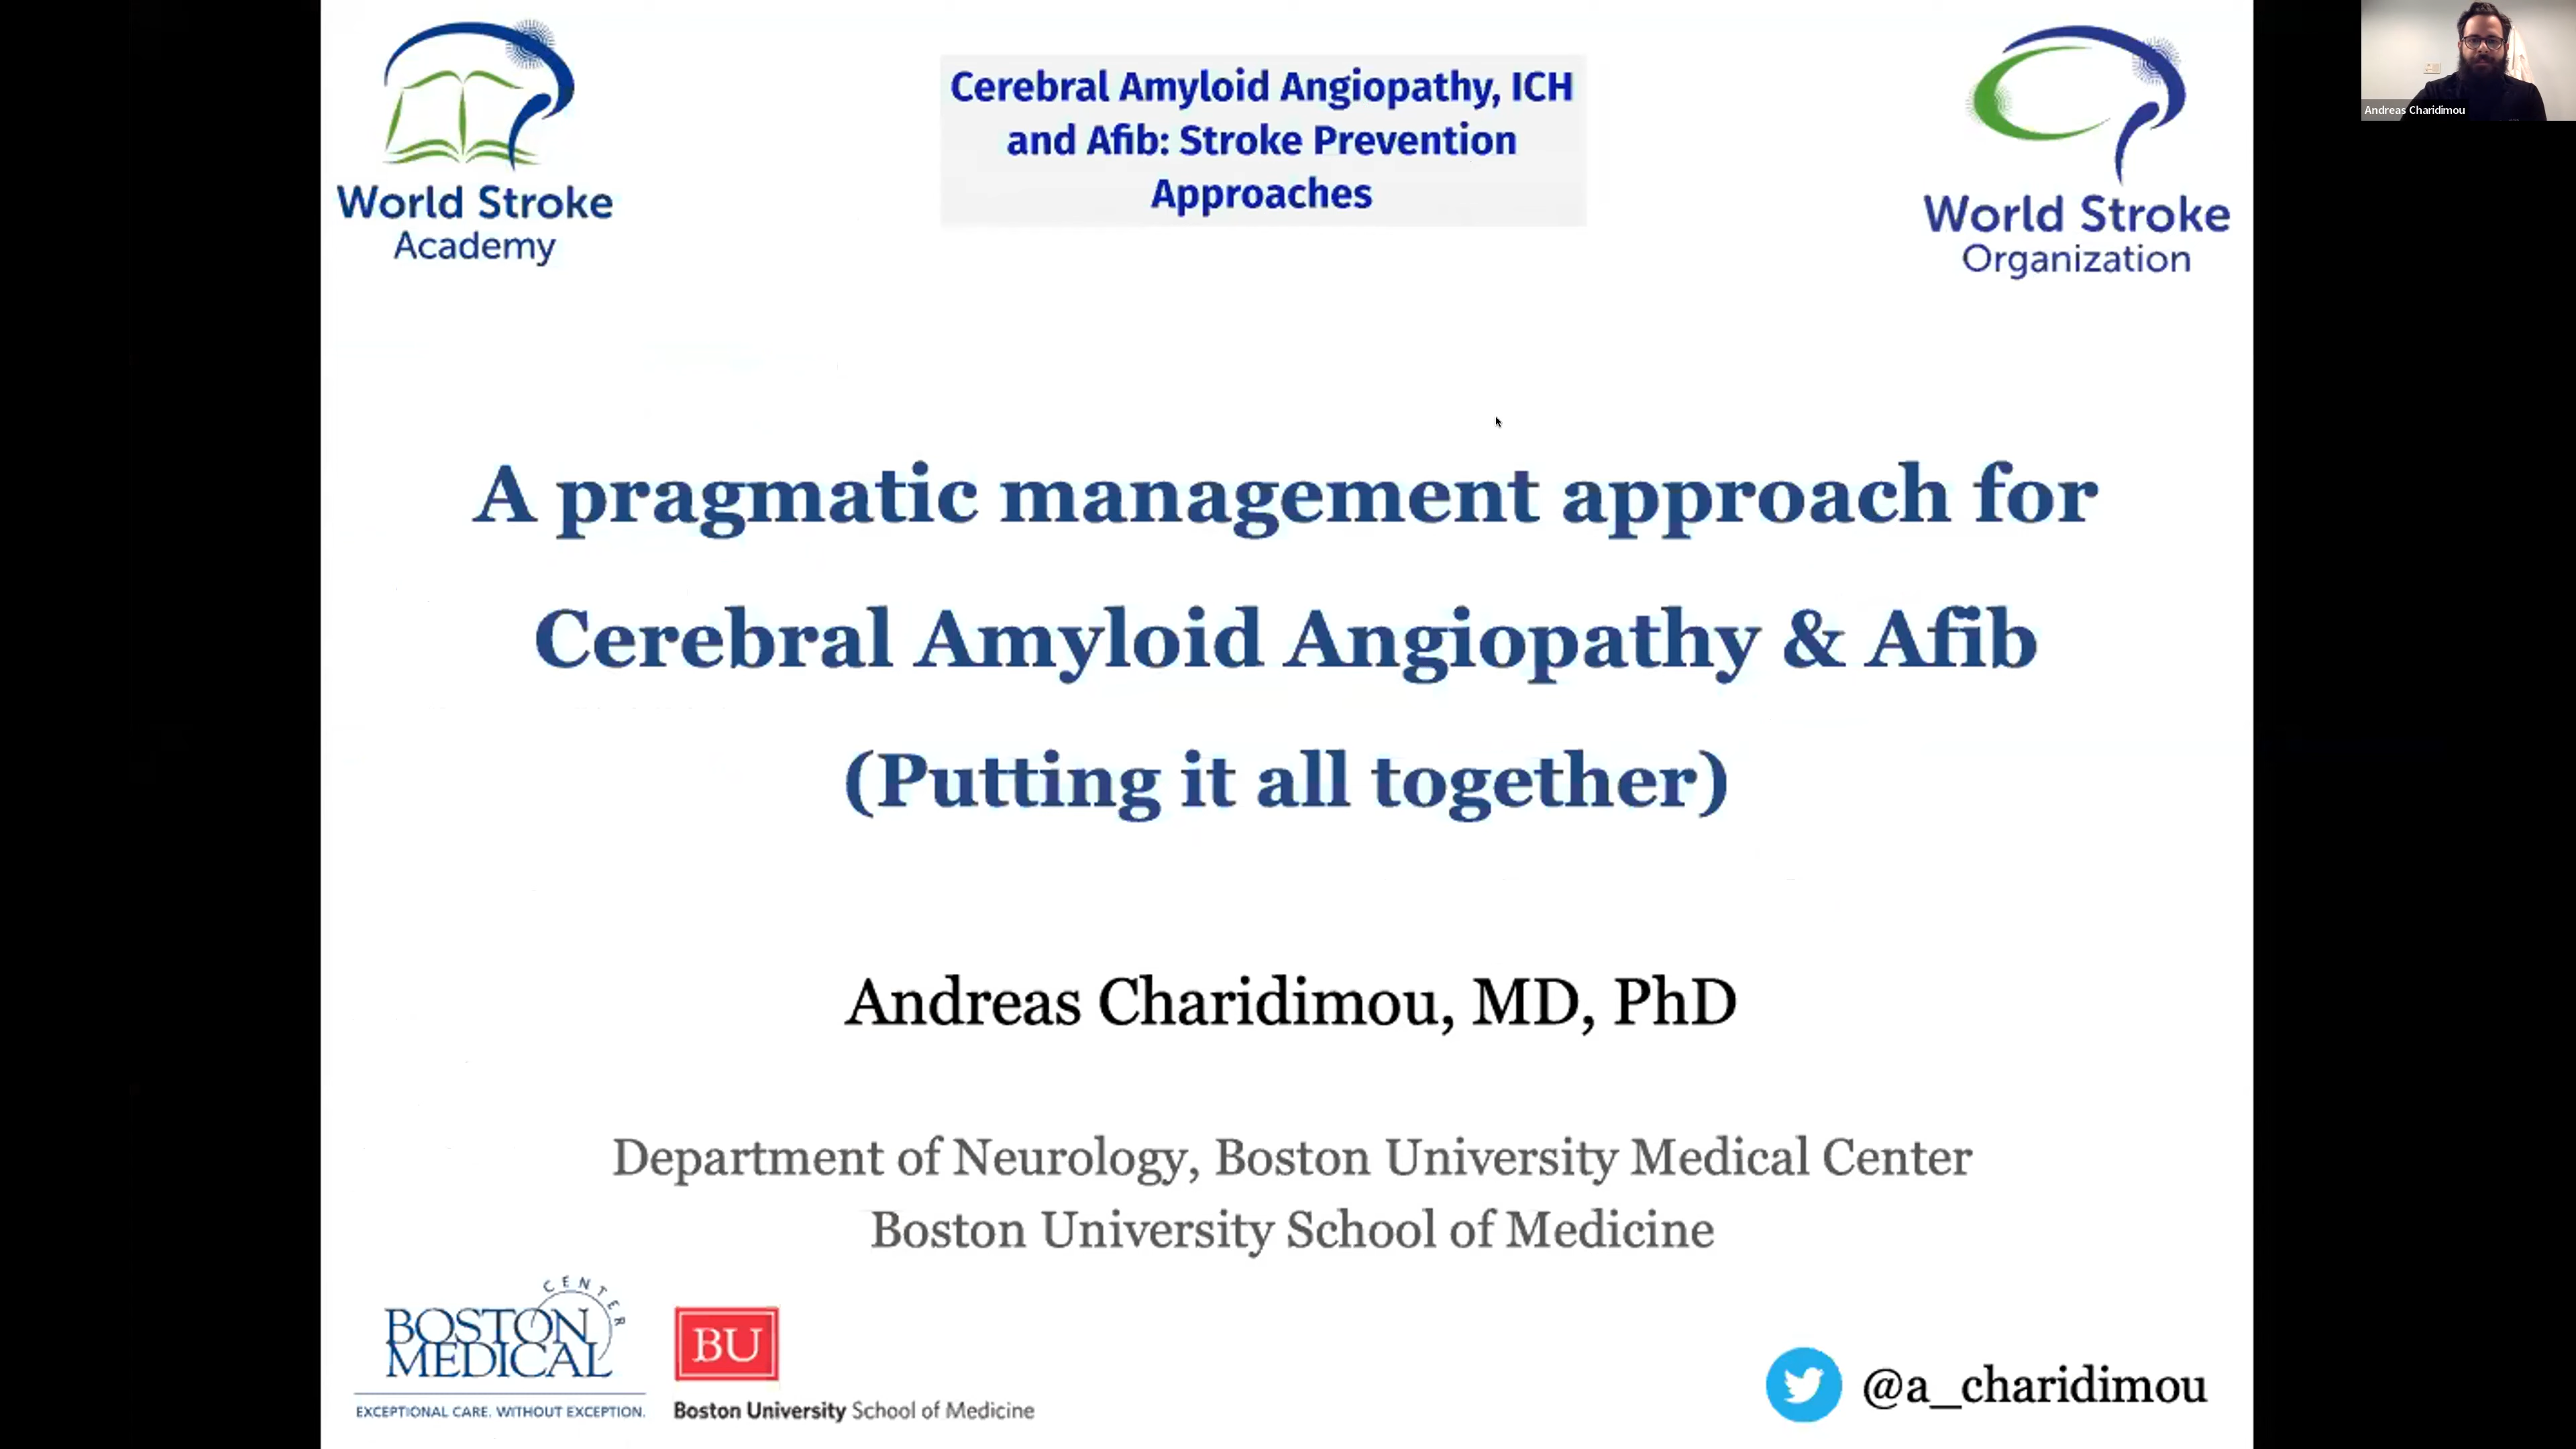 World Stroke
Academy
Cerebral Amyloid Angiopathy, ICH
and Afib: Stroke Prevention
Approaches
World Stroke
Organization
Andreas Charidimou
A pragmatic management approach for
Cerebral Amyloid Angiopathy & Afib
(Putting it all together)
Andreas Charidimou, MD, PhD
Department of Neurology, Boston University Medical Center
Boston University School of Medicine
BOSTON
MEDICAL
CENTER
EXCEPTIONAL CARE. WITHOUT EXCEPTION.
BU
Boston University School of Medicine
@a_charidimou